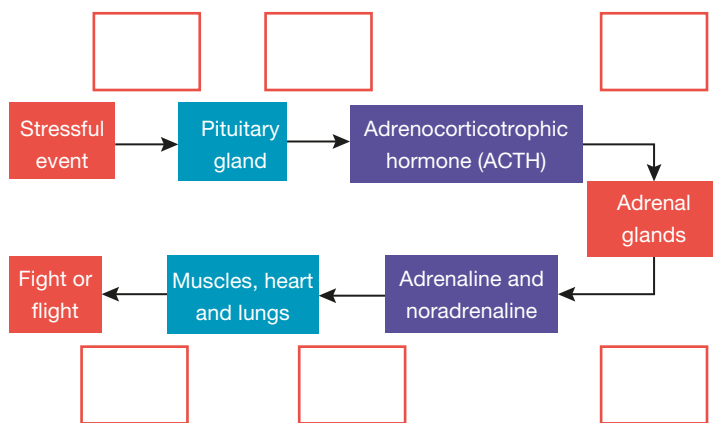 Stressful
event
Pituitary
gland
Adrenocorticotrophic
hormone (ACTH)
Adrenal
glands
Adrenaline and
noradrenaline
Muscles, heart
and lungs
Fight or
flight